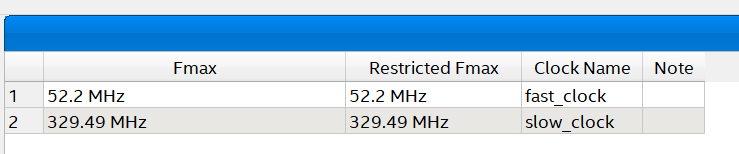 Fmax Restricted Fmax Clock Name Note
1 52.2 MHz 52.2 MHz fast_clock
2 329.49 MHz 329.49 MHz slow_clock